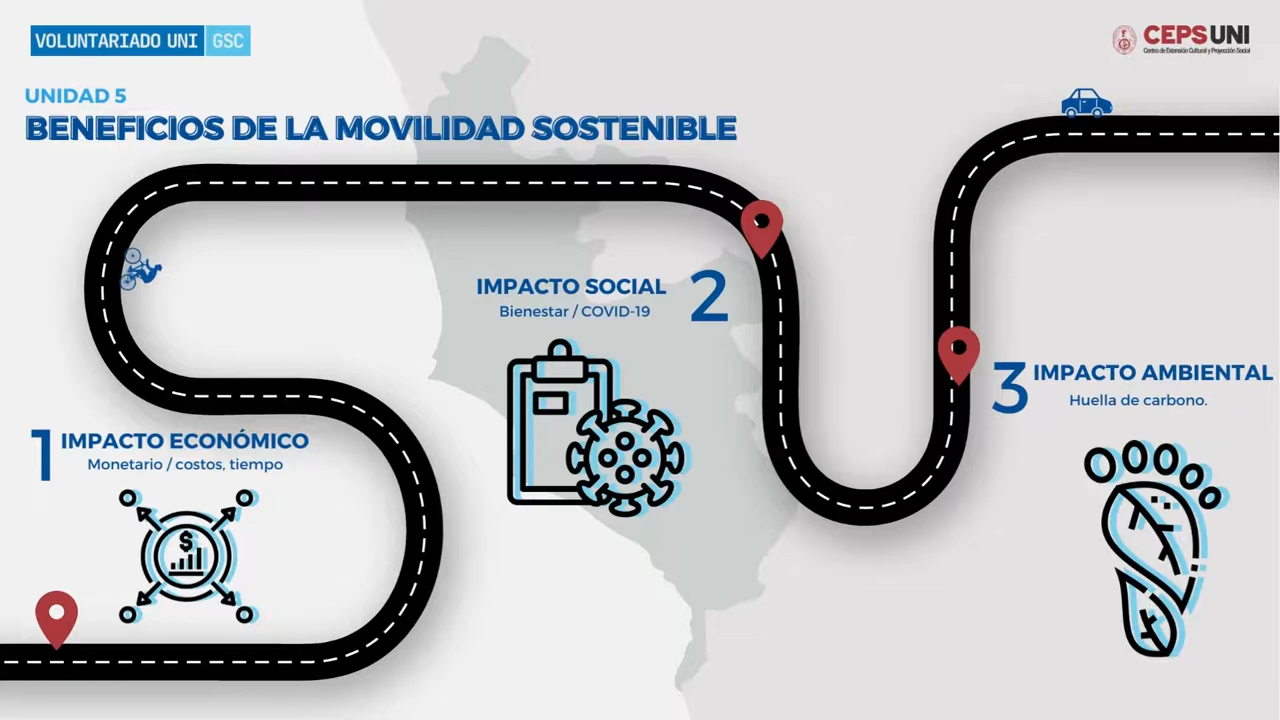 VOLUNTARIADO UNI GSC
CEPS UNI
Centro de Extensión Cultural y Proyección Social
UNIDAD 5
BENEFICIOS DE LA MOVILIDAD SOSTENIBLE
1 IMPACTO ECONÓMICO
Monetario / costos, tiempo
$
IMPACTO SOCIAL 2
Bienestar / COVID-19
3 IMPACTO AMBIENTAL
Huella de carbono.